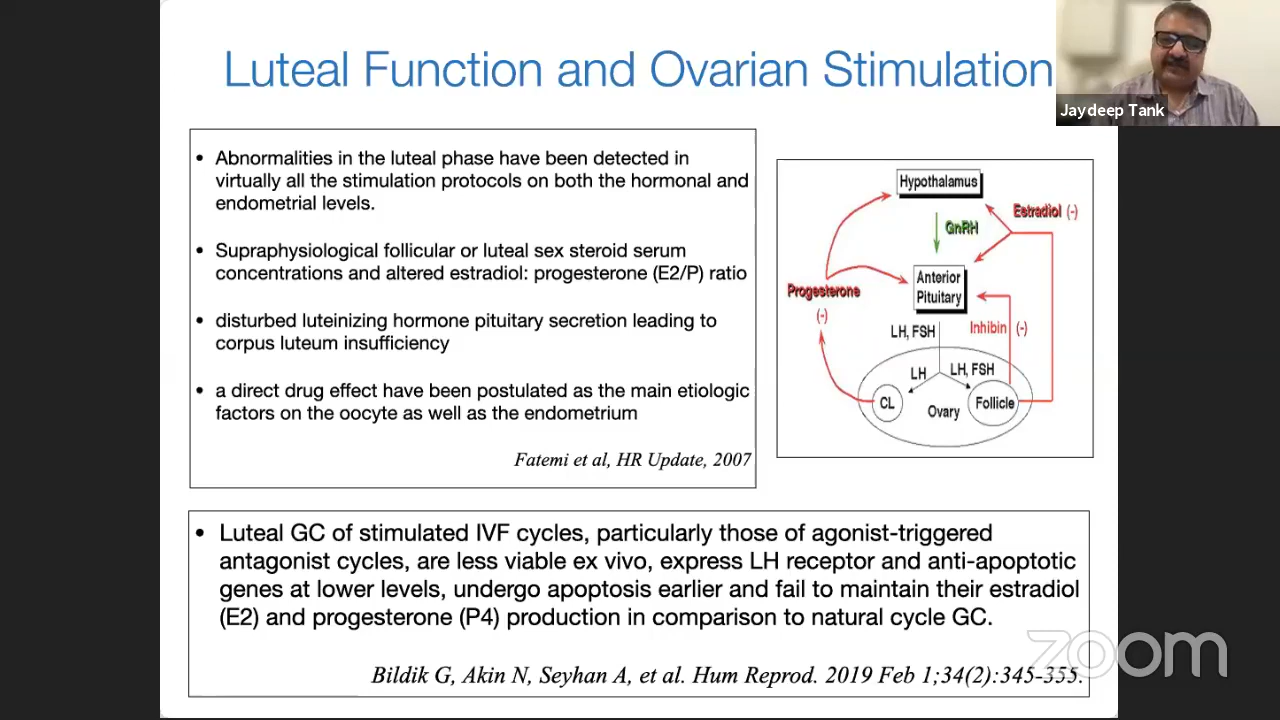 Luteal Function and Ovarian Stimulation
Jaydeep Tank
• Abnormalities in the luteal phase have been detected in
virtually all the stimulation protocols on both the hormonal and
endometrial levels.
• Supraphysiological follicular or luteal sex steroid serum
concentrations and altered estradiol: progesterone (E2/P) ratio
• disturbed luteinizing hormone pituitary secretion leading to
corpus luteum insufficiency
• a direct drug effect have been postulated as the main etiologic
factors on the oocyte as well as the endometrium
Fatemi et al, HR Update, 2007
Hypothalamus
Estradiol (-)
GnRH
Anterior
Pituitary
Progesterone
(-)
Inhibin (-)
LH, FSH
LH
LH, FSH
CL
Ovary
Follicle
• Luteal GC of stimulated IVF cycles, particularly those of agonist-triggered
antagonist cycles, are less viable ex vivo, express LH receptor and anti-apoptotic
genes at lower levels, undergo apoptosis earlier and fail to maintain their estradiol
(E2) and progesterone (P4) production in comparison to natural cycle GC.
Bildik G, Akin N, Seyhan A, et al. Hum Reprod. 2019 Feb 1;34(2):345-355.
zoom